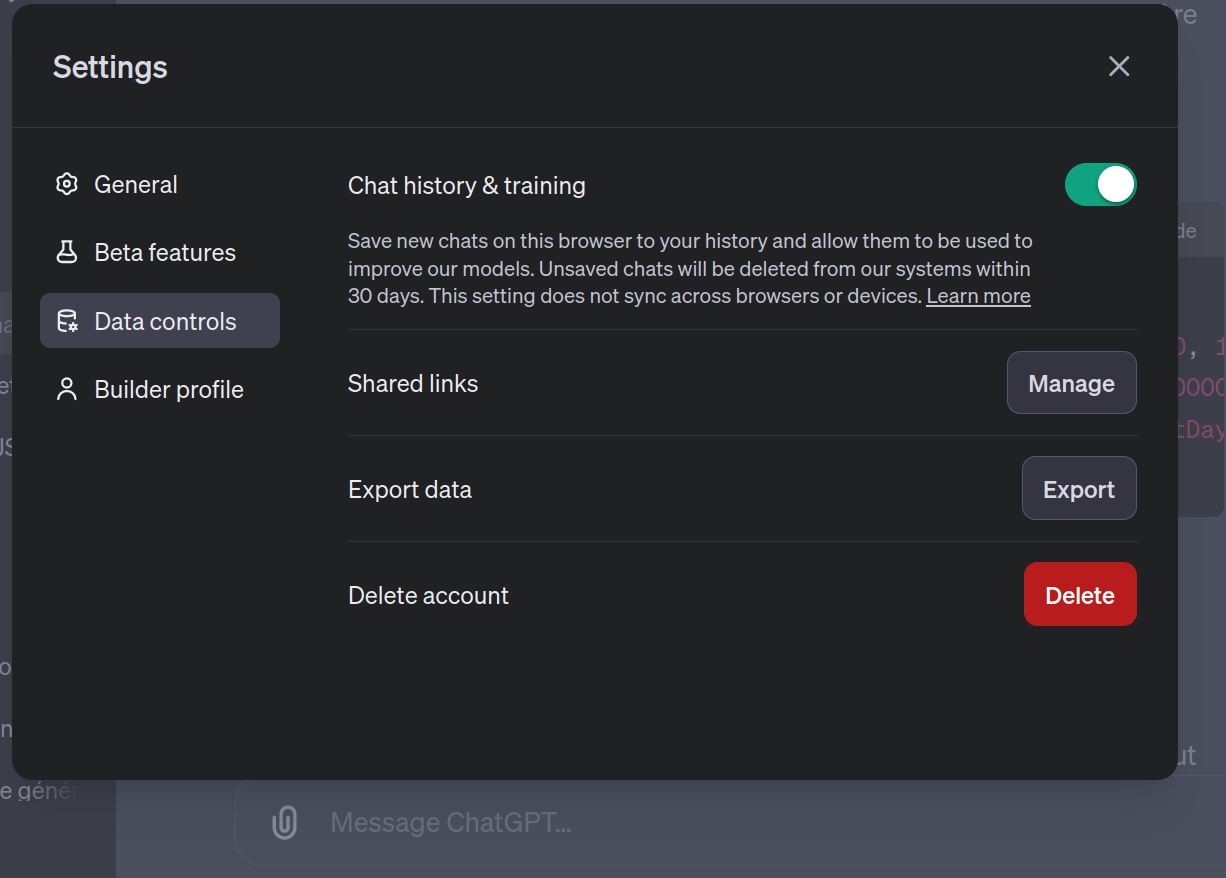 Settings
General
Beta features
Data controls
Builder profile
Chat history & training
Save new chats on this browser to your history and allow them to be used to
improve our models. Unsaved chats will be deleted from our systems within
30 days. This setting does not sync across browsers or devices. Learn more
Shared links
Manage
Export data
Export
Delete account
Delete
Message ChatGPT...